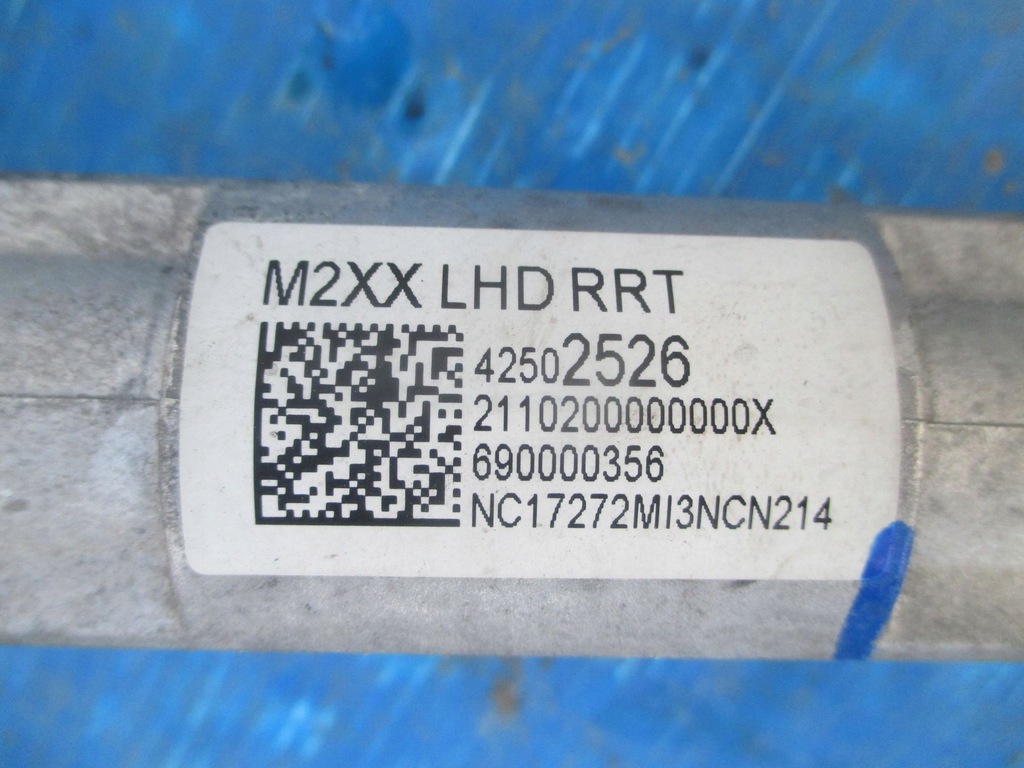 M2XX LHD RRT
42502526
2110200000000X
690000356
NC17272MI3NCN214